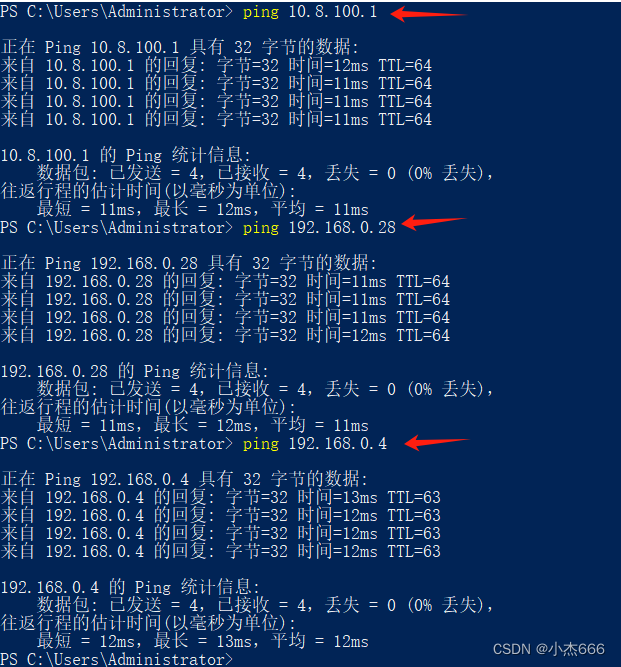 PS C:\Users\Administrator> ping 10.8.100.1
正在 Ping 10.8.100.1 具有 32 字节的数据:
来自 10.8.100.1 的回复: 字节=32 时间=12ms TTL=64
来自 10.8.100.1 的回复: 字节=32 时间=11ms TTL=64
来自 10.8.100.1 的回复: 字节=32 时间=11ms TTL=64
来自 10.8.100.1 的回复: 字节=32 时间=11ms TTL=64
10.8.100.1 的 Ping 统计信息:
数据包: 已发送 = 4，已接收 = 4，丢失 = 0 (0% 丢失)，
往返行程的估计时间(以毫秒为单位):
最短 = 11ms，最长 = 12ms，平均 = 11ms
PS C:\Users\Administrator> ping 192.168.0.28
正在 Ping 192.168.0.28 具有 32 字节的数据:
来自 192.168.0.28 的回复: 字节=32 时间=11ms TTL=64
来自 192.168.0.28 的回复: 字节=32 时间=11ms TTL=64
来自 192.168.0.28 的回复: 字节=32 时间=11ms TTL=64
来自 192.168.0.28 的回复: 字节=32 时间=12ms TTL=64
192.168.0.28 的 Ping 统计信息:
数据包: 已发送 = 4，已接收 = 4，丢失 = 0 (0% 丢失)，
往返行程的估计时间(以毫秒为单位):
最短 = 11ms，最长 = 12ms，平均 = 11ms
PS C:\Users\Administrator> ping 192.168.0.4
正在 Ping 192.168.0.4 具有 32 字节的数据:
来自 192.168.0.4 的回复: 字节=32 时间=13ms TTL=63
来自 192.168.0.4 的回复: 字节=32 时间=12ms TTL=63
来自 192.168.0.4 的回复: 字节=32 时间=12ms TTL=63
来自 192.168.0.4 的回复: 字节=32 时间=12ms TTL=63
192.168.0.4 的 Ping 统计信息:
数据包: 已发送 = 4，已接收 = 4，丢失 = 0 (0% 丢失)，
往返行程的估计时间(以毫秒为单位):
最短 = 12ms，最长 = 13ms，平均 = 12ms
PS C:\Users\Administrator>
CSDN @小杰666